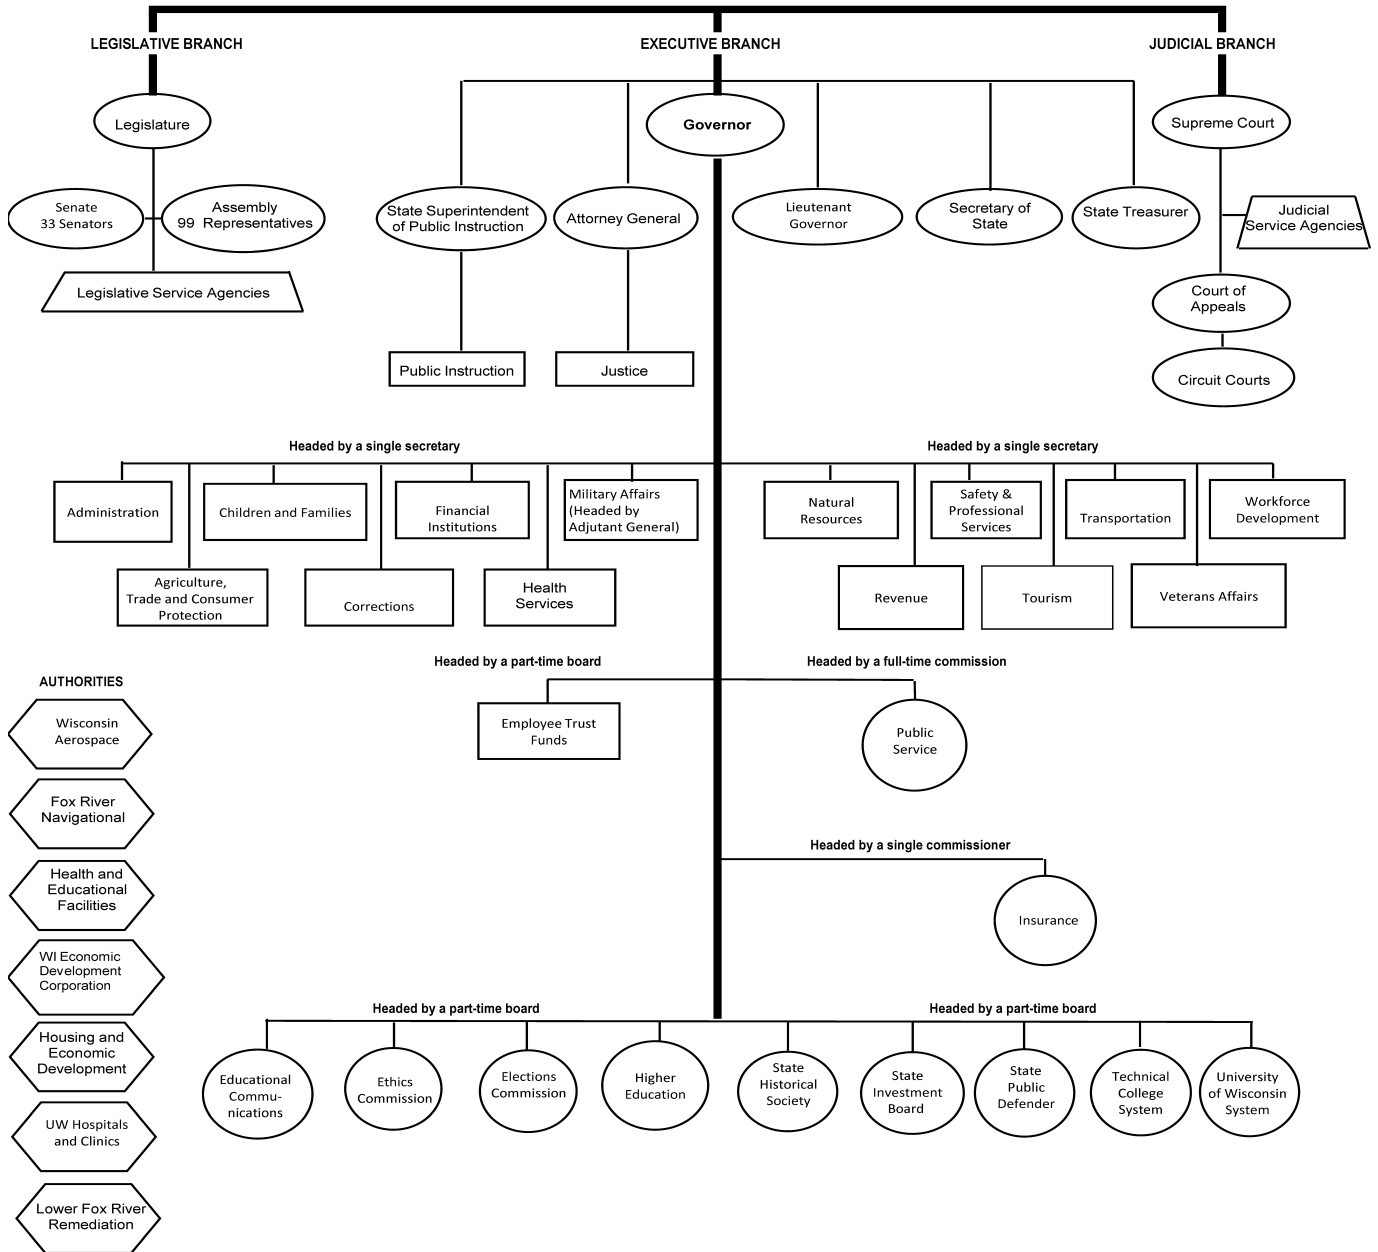 LEGISLATIVE BRANCH
EXECUTIVE BRANCH
JUDICIAL BRANCH
Legislature
Governor
Supreme Court
Senate
33 Senators
Assembly
99 Representatives
State Superintendent
of Public Instruction
Attorney General
Lieutenant
Governor
Secretary of
State
State Treasurer
Judicial
Service Agencies
Legislative Service Agencies
Court of
Appeals
Public Instruction
Justice
Circuit Courts
Headed by a single secretary
Headed by a single secretary
Administration
Children and Families
Financial
Institutions
Military Affairs
(Headed by
Adjutant General)
Natural
Resources
Safety &
Professional
Services
Transportation
Workforce
Development
Agriculture,
Trade and Consumer
Protection
Corrections
Health
Services
Revenue
Tourism
Veterans Affairs
Headed by a part-time board
Headed by a full-time commission
Employee Trust
Funds
Public
Service
AUTHORITIES
Wisconsin
Aerospace
Fox River
Navigational
Health and
Educational
Facilities
WI Economic
Development
Corporation
Housing and
Economic
Development
UW Hospitals
and Clinics
Lower Fox River
Remediation
Headed by a single commissioner
Insurance
Headed by a part-time board
Headed by a part-time board
Educational
Commu-
nications
Ethics
Commission
Elections
Commission
Higher
Education
State
Historical
Society
State
Investment
Board
State
Public
Defender
Technical
College
System
University
of Wisconsin
System